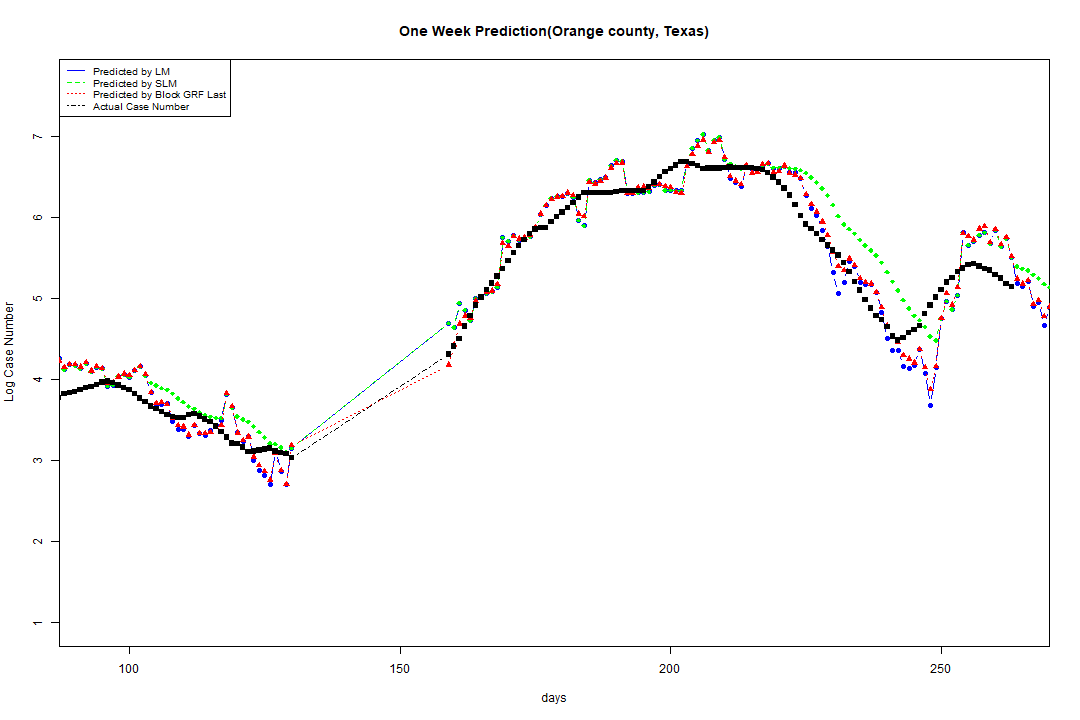 One Week Prediction(Orange county, Texas)
Predicted by LM
Predicted by SLM
Predicted by Block GRF Last
Actual Case Number
7
6
5
4
3
2
1
Log Case Number
100 150 200 250
days